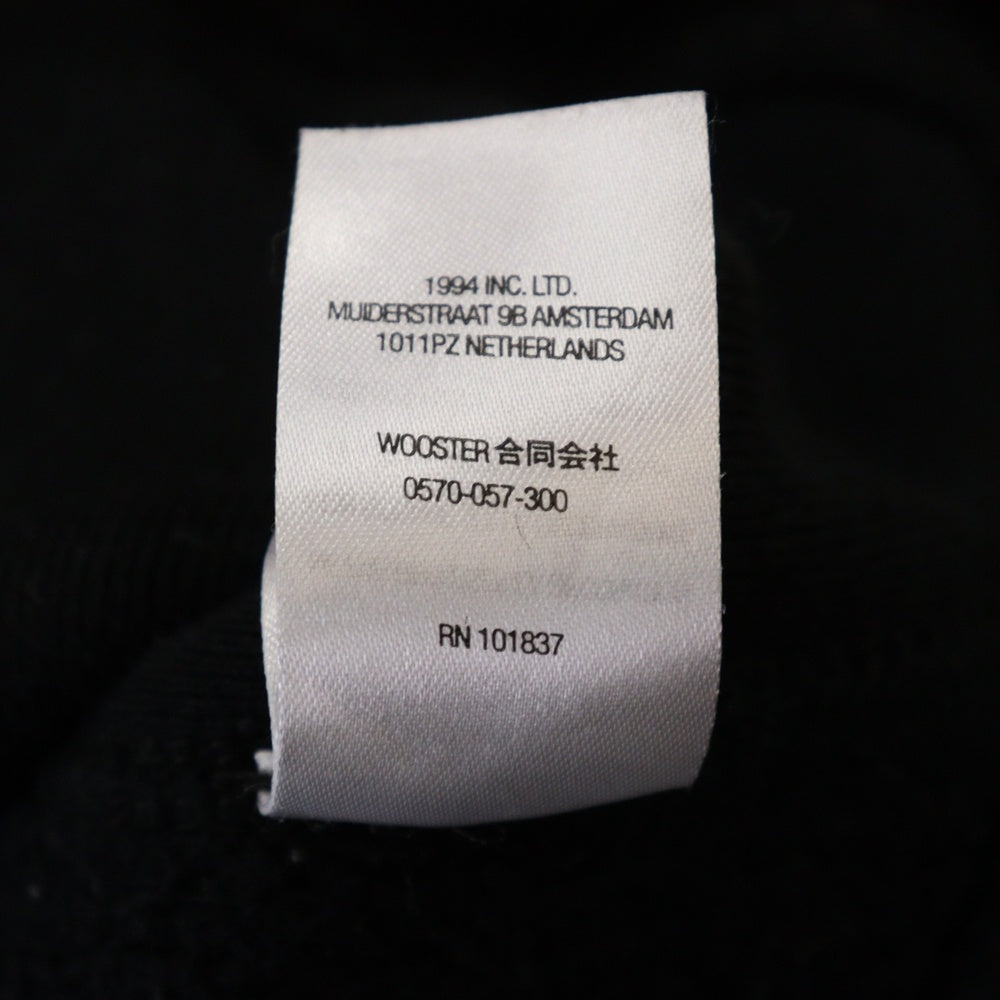 1994 INC. LTD.
MUIDERSTRAAT 9B AMSTERDAM
1011PZ NETHERLANDS
WOOSTER 合同会社
0570-057-300
RN 101837